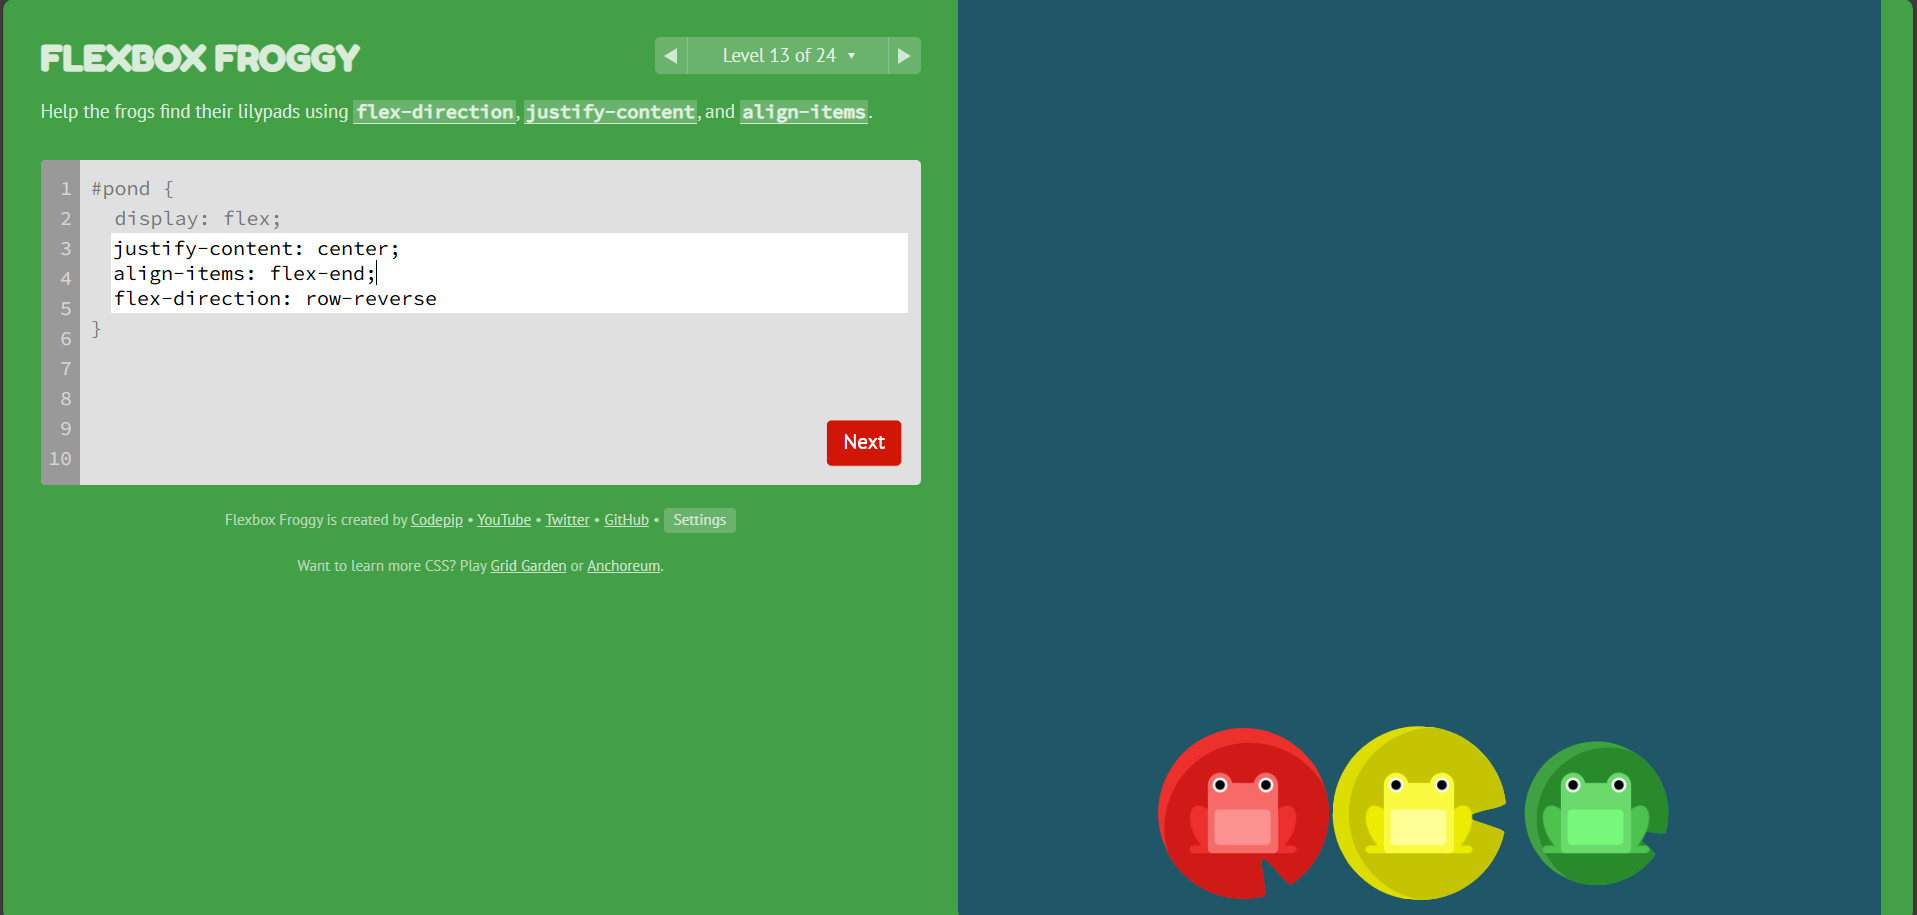 FLEXBOX FROGGY
◀ Level 13 of 24 ▼ ▶
Help the frogs find their lilypads using flex-direction, justify-content, and align-items.
1 #pond {
2 display: flex;
3 justify-content: center;
4 align-items: flex-end;
5 flex-direction: row-reverse
6 }
7
8
9
10
Next
Flexbox Froggy is created by Codepip • YouTube • Twitter • GitHub • Settings
Want to learn more CSS? Play Grid Garden or Anchoreum.